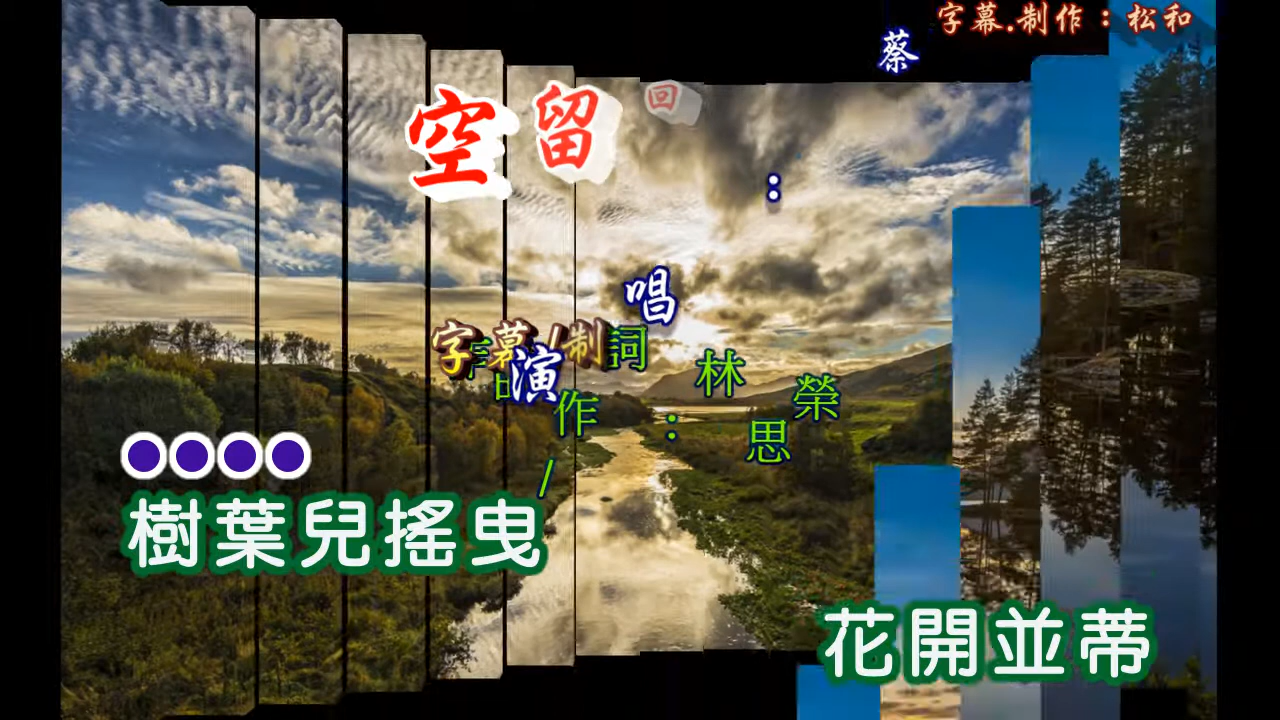 字幕.制作：松和
蔡
空留回
：
唱
演
字幕/制
詞
作
：
林思榮
/
樹葉兒搖曳
花開並蒂